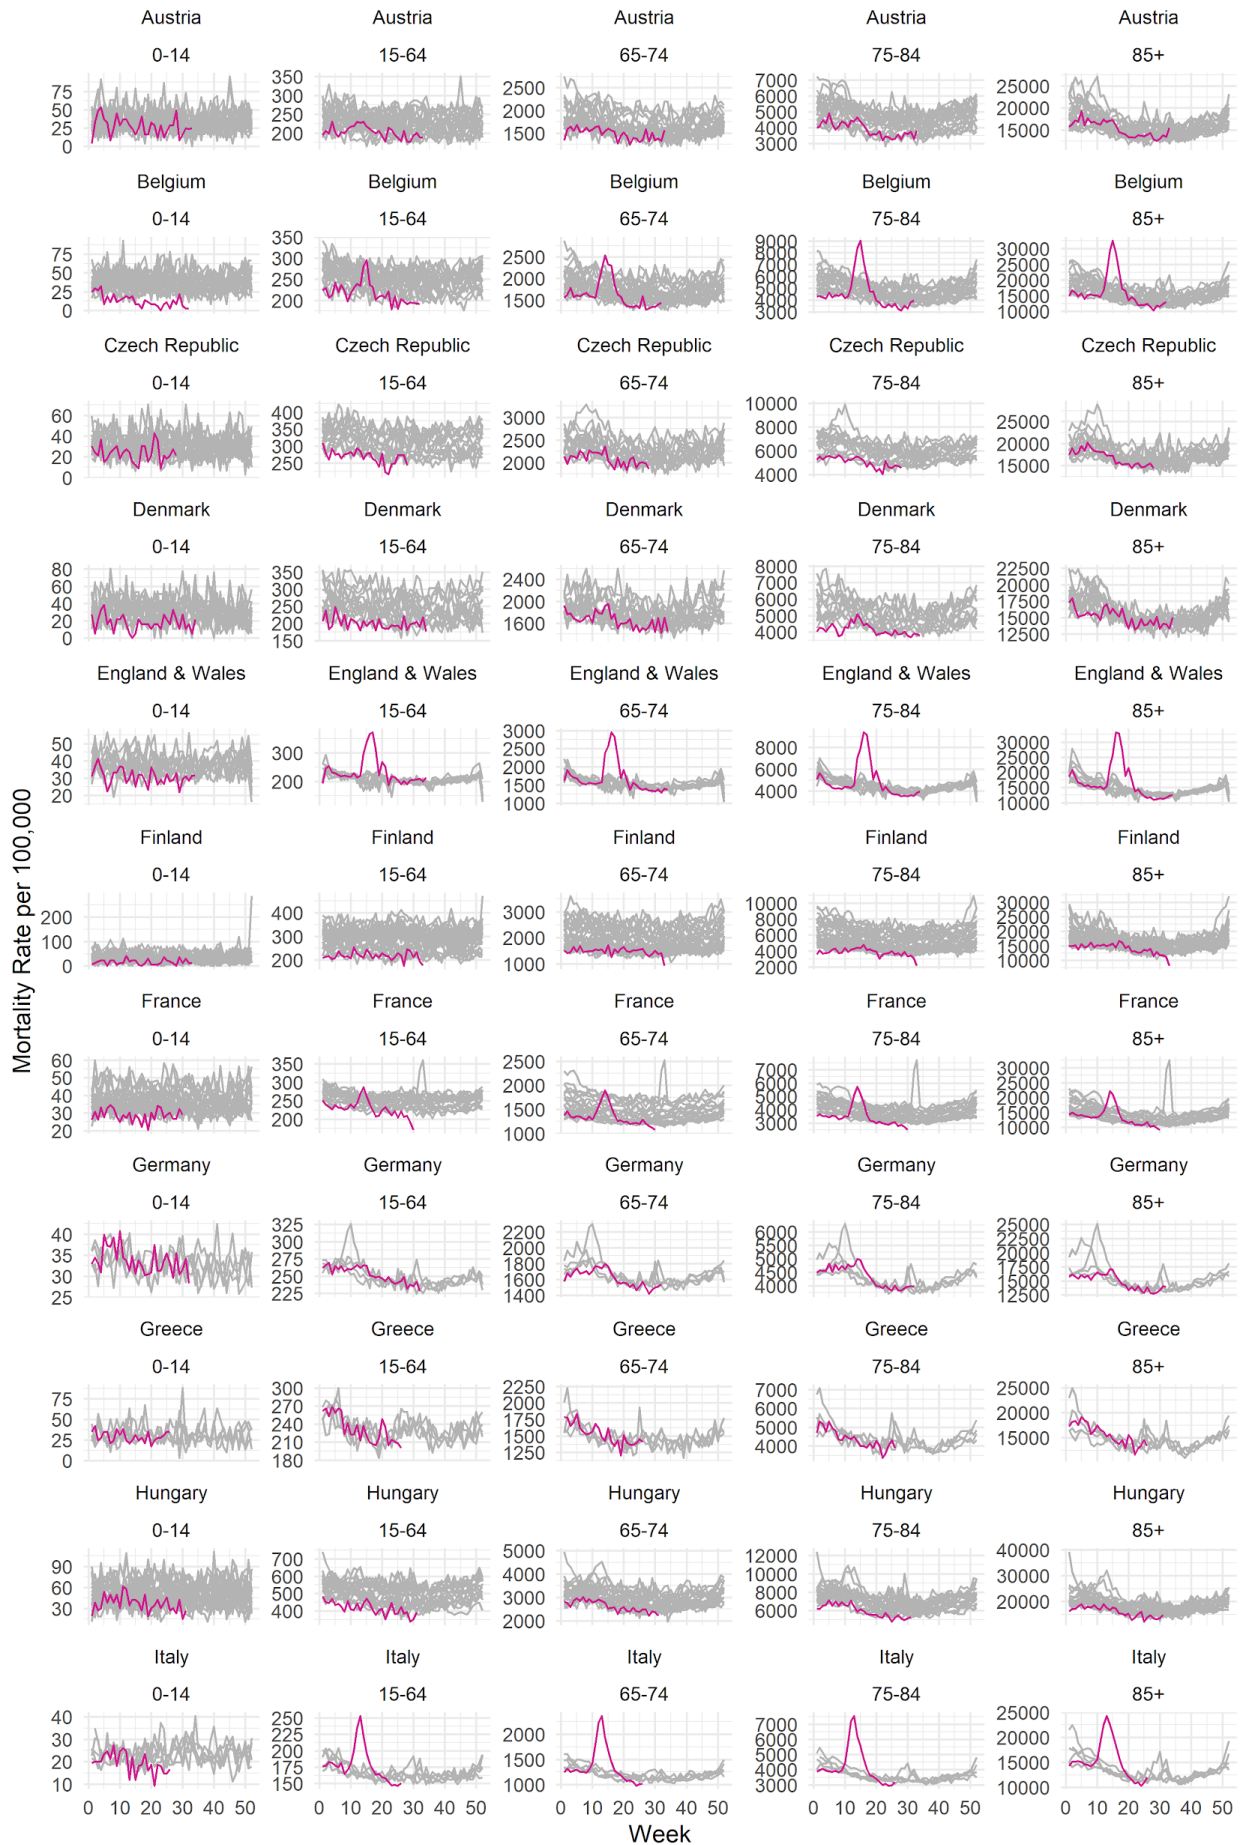 Austria Austria Austria Austria Austria
0-14 15-64 65-74 75-84 85+
75 50 25 0
350 300 250 200
2500 2000 1500
7000 6000 5000 4000 3000
25000 20000 15000
Belgium Belgium Belgium Belgium Belgium
0-14 15-64 65-74 75-84 85+
75 50 25 0
350 300 250 200
2500 2000 1500
9000 8000 7000 6000 5000 4000 3000
30000 25000 20000 15000 10000
Czech Republic Czech Republic Czech Republic Czech Republic Czech Republic
0-14 15-64 65-74 75-84 85+
60 40 20 0
400 350 300 250
3000 2500 2000
10000 8000 6000 4000
25000 20000 15000
Denmark Denmark Denmark Denmark Denmark
0-14 15-64 65-74 75-84 85+
80 60 40 20 0
350 300 250 200 150
2400 2000 1600
8000 7000 6000 5000 4000
22500 20000 17500 15000 12500
England & Wales England & Wales England & Wales England & Wales England & Wales
0-14 15-64 65-74 75-84 85+
50 40 30 20
300 200
3000 2500 2000 1500 1000
8000 6000 4000
30000 25000 20000 15000 10000
Finland Finland Finland Finland Finland
0-14 15-64 65-74 75-84 85+
200 100 0
400 300 200
3000 2000 1000
10000 8000 6000 4000 2000
30000 25000 20000 15000 10000
France France France France France
0-14 15-64 65-74 75-84 85+
60 50 40 30 20
350 300 250 200
2500 2000 1500 1000
7000 6000 5000 4000 3000
30000 25000 20000 15000 10000
Germany Germany Germany Germany Germany
0-14 15-64 65-74 75-84 85+
40 35 30 25
325 300 275 250 225
2200 2000 1800 1600 1400
6000 5500 5000 4500 4000
25000 22500 20000 17500 15000 12500
Greece Greece Greece Greece Greece
0-14 15-64 65-74 75-84 85+
75 50 25 0
300 270 240 210 180
2250 2000 1750 1500 1250
7000 6000 5000 4000
25000 20000 15000
Hungary Hungary Hungary Hungary Hungary
0-14 15-64 65-74 75-84 85+
90 60 30
700 600 500 400
5000 4000 3000 2000
12000 10000 8000 6000
40000 30000 20000
Italy Italy Italy Italy Italy
0-14 15-64 65-74 75-84 85+
40 30 20 10
250 225 200 175 150
2000 1500 1000
7000 6000 5000 4000 3000
25000 20000 15000 10000
0 10 20 30 40 50 0 10 20 30 40 50 0 10 20 30 40 50 0 10 20 30 40 50 0 10 20 30 40 50
Week
Mortality Rate per 100,000